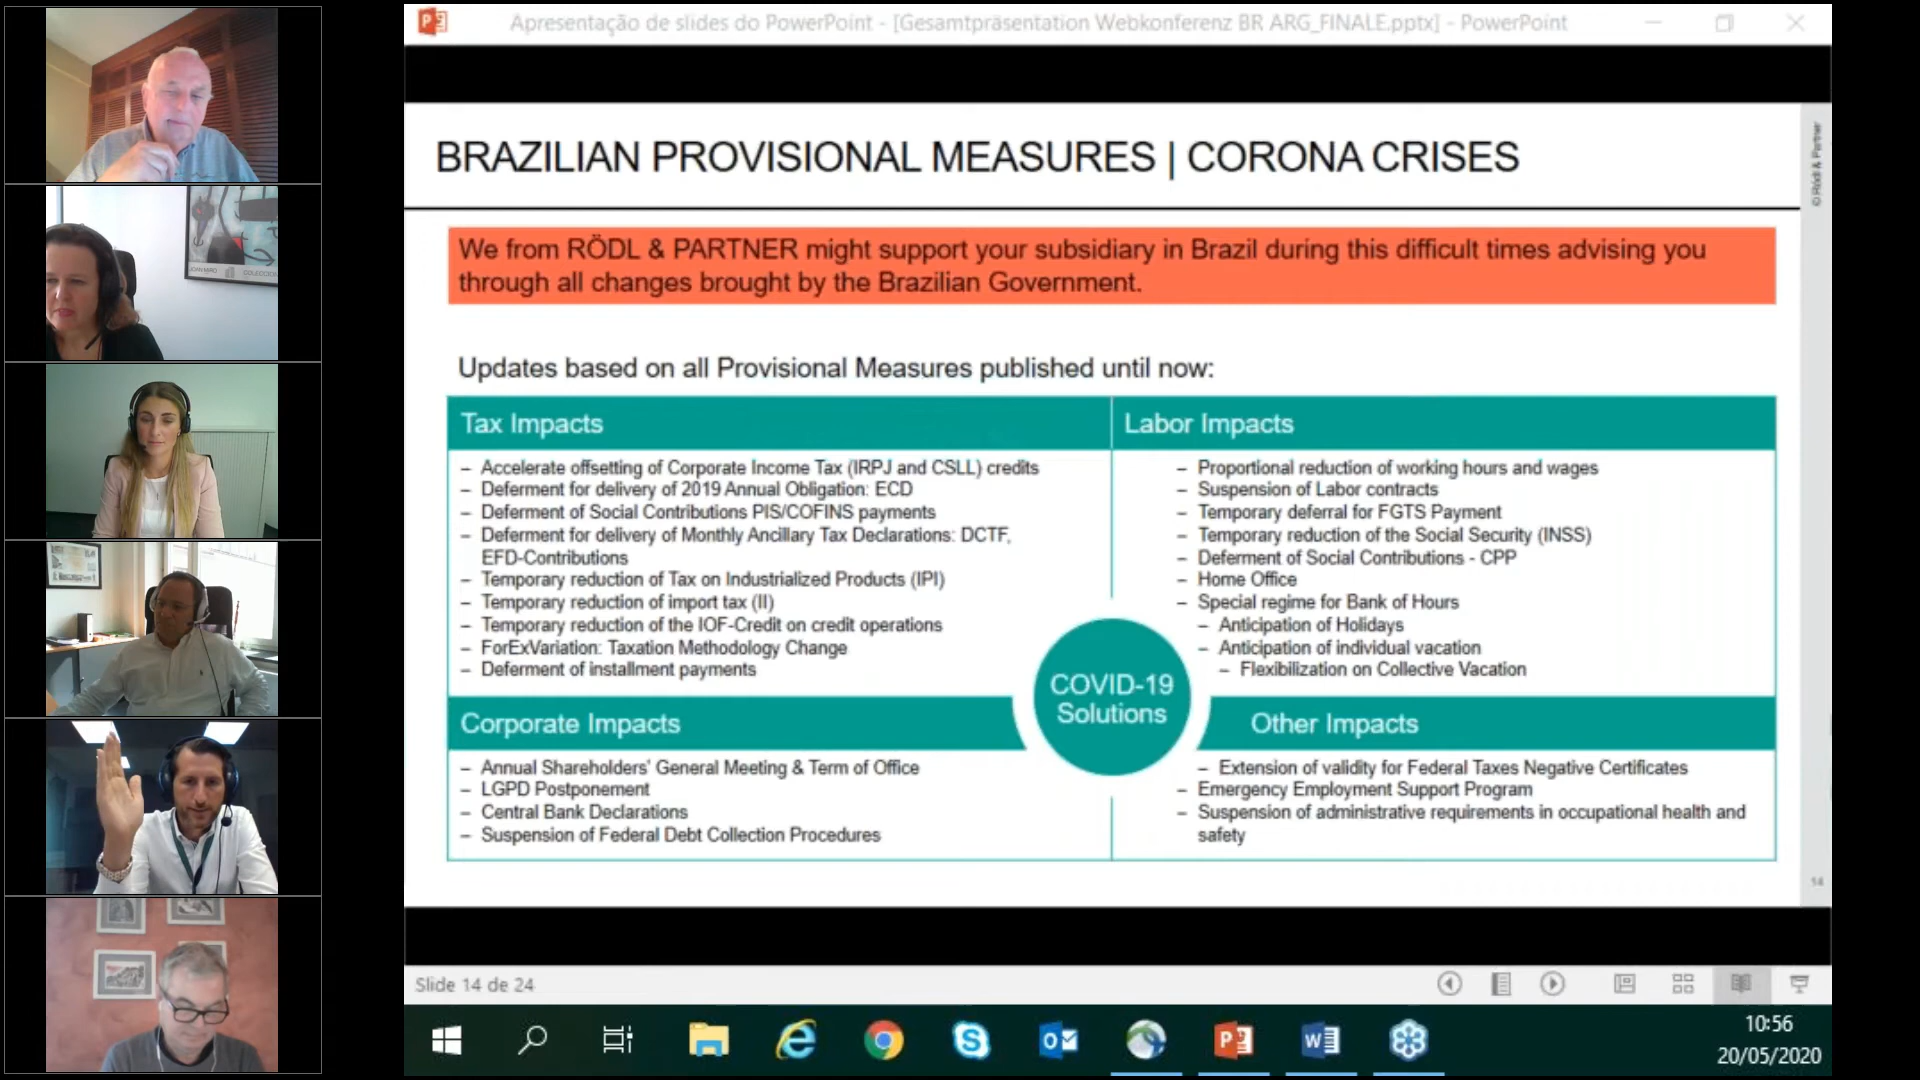 Apresentação de slides do PowerPoint - [Gesamtpräsentation Webkonferenz BR ARG_FINALE.pptx] - PowerPoint
BRAZILIAN PROVISIONAL MEASURES | CORONA CRISES
© Rödl & Partner
We from RÖDL & PARTNER might support your subsidiary in Brazil during this difficult times advising you
through all changes brought by the Brazilian Government.
Updates based on all Provisional Measures published until now:
Tax Impacts
– Accelerate offsetting of Corporate Income Tax (IRPJ and CSLL) credits
– Deferment for delivery of 2019 Annual Obligation: ECD
– Deferment of Social Contributions PIS/COFINS payments
– Deferment for delivery of Monthly Ancillary Tax Declarations: DCTF,
EFD-Contributions
– Temporary reduction of Tax on Industrialized Products (IPI)
– Temporary reduction of import tax (II)
– Temporary reduction of the IOF-Credit on credit operations
– ForExVariation: Taxation Methodology Change
– Deferment of installment payments
Labor Impacts
– Proportional reduction of working hours and wages
– Suspension of Labor contracts
– Temporary deferral for FGTS Payment
– Temporary reduction of the Social Security (INSS)
– Deferment of Social Contributions - CPP
– Home Office
– Special regime for Bank of Hours
– Anticipation of Holidays
– Anticipation of individual vacation
– Flexibilization on Collective Vacation
COVID-19
Solutions
Corporate Impacts
– Annual Shareholders' General Meeting & Term of Office
– LGPD Postponement
– Central Bank Declarations
– Suspension of Federal Debt Collection Procedures
Other Impacts
– Extension of validity for Federal Taxes Negative Certificates
– Emergency Employment Support Program
– Suspension of administrative requirements in occupational health and
safety
14
Slide 14 de 24
10:56
20/05/2020